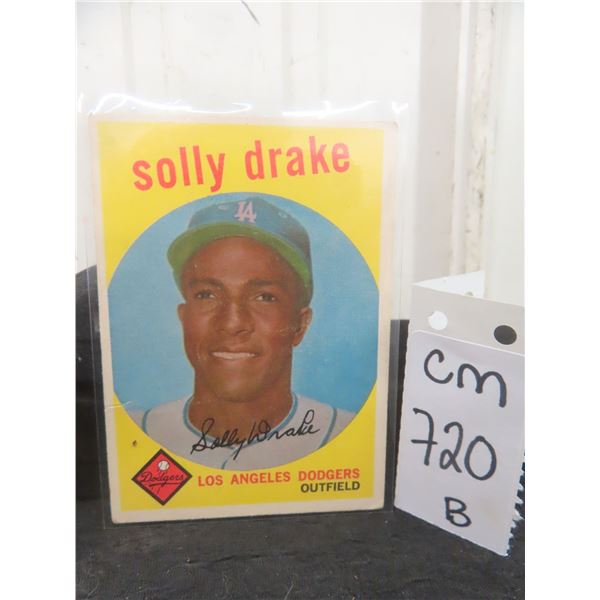 solly drake
LA
Solly Drake
Dodgers
LOS ANGELES DODGERS
OUTFIELD
CM
720
B